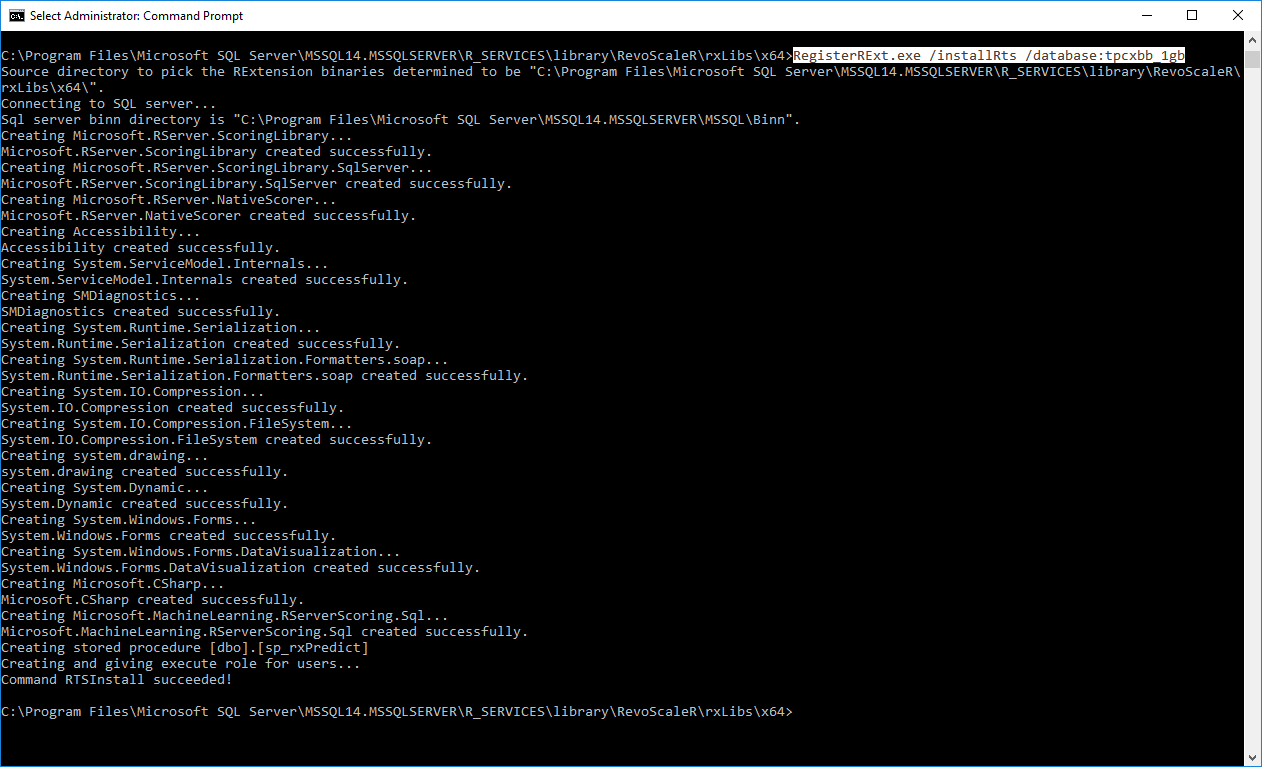 Select Administrator: Command Prompt
C:\Program Files\Microsoft SQL Server\MSSQL14.MSSQLSERVER\R_SERVICES\library\RevoScaleR\rxLibs\x64>RegisterRExt.exe /installRts /database:tpcxbb_1gb
Source directory to pick the RExtension binaries determined to be "C:\Program Files\Microsoft SQL Server\MSSQL14.MSSQLSERVER\R_SERVICES\library\RevoScaleR\
rxLibs\x64\".
Connecting to SQL server...
Sql server binn directory is "C:\Program Files\Microsoft SQL Server\MSSQL14.MSSQLSERVER\MSSQL\Binn".
Creating Microsoft.RServer.ScoringLibrary...
Microsoft.RServer.ScoringLibrary created successfully.
Creating Microsoft.RServer.ScoringLibrary.SqlServer...
Microsoft.RServer.ScoringLibrary.SqlServer created successfully.
Creating Microsoft.RServer.NativeScorer...
Microsoft.RServer.NativeScorer created successfully.
Creating Accessibility...
Accessibility created successfully.
Creating System.ServiceModel.Internals...
System.ServiceModel.Internals created successfully.
Creating SMDiagnostics...
SMDiagnostics created successfully.
Creating System.Runtime.Serialization...
System.Runtime.Serialization created successfully.
Creating System.Runtime.Serialization.Formatters.soap...
System.Runtime.Serialization.Formatters.soap created successfully.
Creating System.IO.Compression...
System.IO.Compression created successfully.
Creating System.IO.Compression.FileSystem...
System.IO.Compression.FileSystem created successfully.
Creating system.drawing...
system.drawing created successfully.
Creating System.Dynamic...
System.Dynamic created successfully.
Creating System.Windows.Forms...
System.Windows.Forms created successfully.
Creating System.Windows.Forms.DataVisualization...
System.Windows.Forms.DataVisualization created successfully.
Creating Microsoft.CSharp...
Microsoft.CSharp created successfully.
Creating Microsoft.MachineLearning.RServerScoring.Sql...
Microsoft.MachineLearning.RServerScoring.Sql created successfully.
Creating stored procedure [dbo].[sp_rxPredict]
Creating and giving execute role for users...
Command RTSInstall succeeded!
C:\Program Files\Microsoft SQL Server\MSSQL14.MSSQLSERVER\R_SERVICES\library\RevoScaleR\rxLibs\x64>